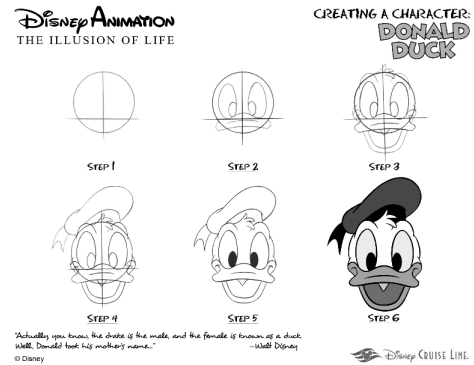 Disney Animation
THE ILLUSION OF LIFE
CREATING A CHARACTER:
DONALD
DUCK
STEP 1
STEP 2
STEP 3
STEP 4
STEP 5
STEP 6
"Actually you know, the drake is the male, and the female is known as a duck.
Well, Donald took his mother's name..."
-Walt Disney
© Disney
Disney CRUISE LINE